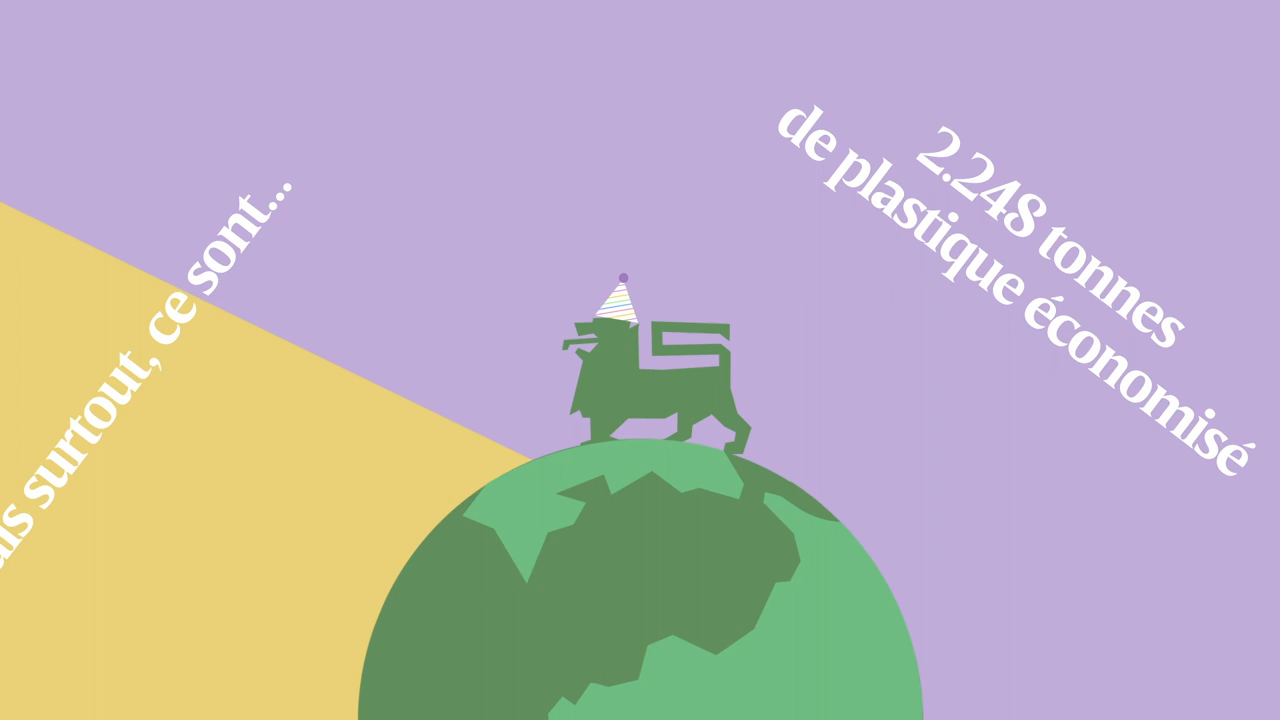 surtout, ce sont...
2.248 tonnes
de plastique économisé